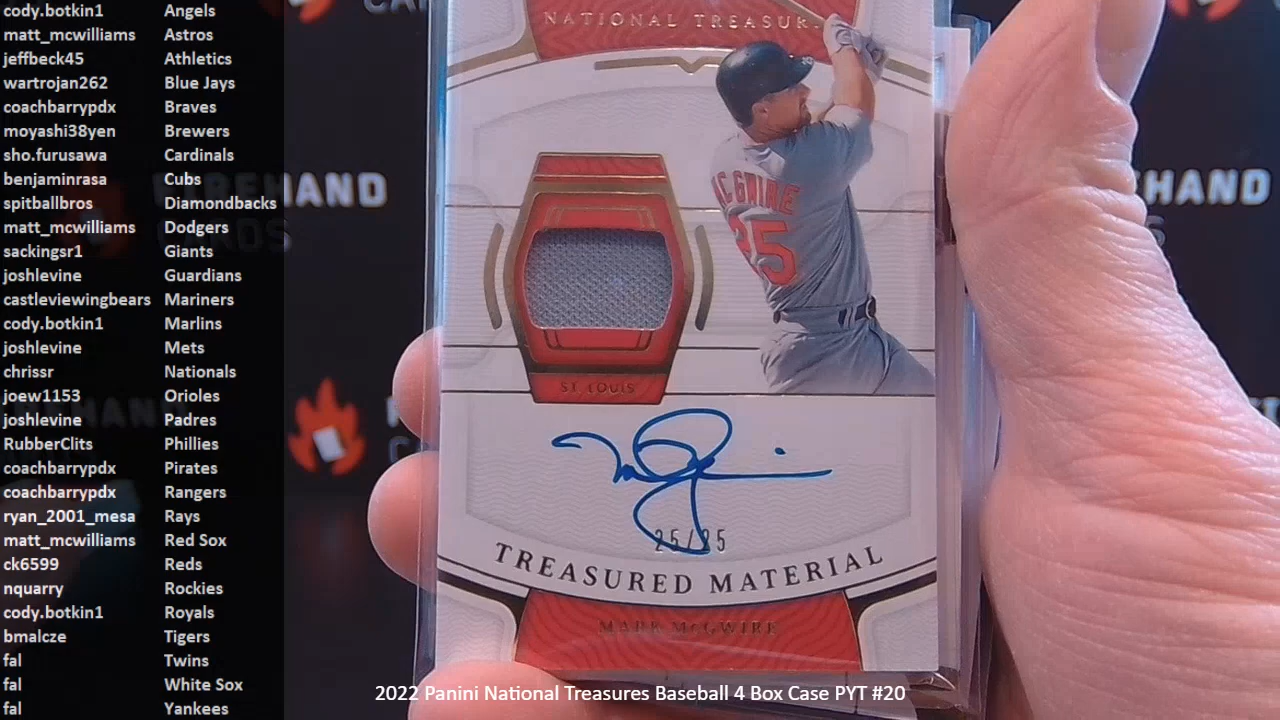 cody.botkin1 Angels
matt_mcwilliams Astros
jeffbeck45 Athletics
wartrojan262 Blue Jays
coachbarrypdx Braves
moyashi38yen Brewers
sho.furusawa Cardinals
benjaminrasa Cubs
spitballbros Diamondbacks
matt_mcwilliams Dodgers
sackingsr1 Giants
joshlevine Guardians
castleviewingbears Mariners
cody.botkin1 Marlins
joshlevine Mets
chrissr Nationals
joew1153 Orioles
joshlevine Padres
RubberClits Phillies
coachbarrypdx Pirates
coachbarrypdx Rangers
ryan_2001_mesa Rays
matt_mcwilliams Red Sox
ck6599 Reds
nquarry Rockies
cody.botkin1 Royals
bmalcze Tigers
fal Twins
fal White Sox
fal Yankees
NATIONAL
25
ST. LOUIS
25/25
TREASURED MATERIAL
MARK McGWIRE
2022 Panini National Treasures Baseball 4 Box Case PYT #20